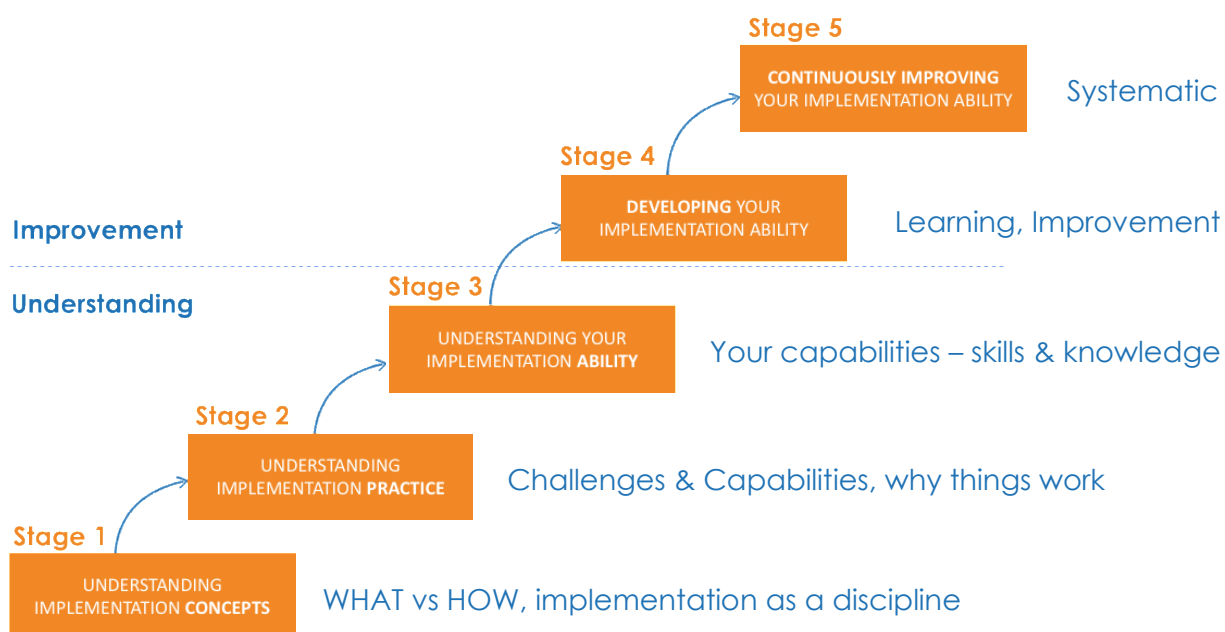 Stage 5
CONTINUOUSLY IMPROVING
YOUR IMPLEMENTATION ABILITY
Systematic
Stage 4
DEVELOPING YOUR
IMPLEMENTATION ABILITY
Learning, Improvement
Improvement
Understanding
Stage 3
UNDERSTANDING YOUR
IMPLEMENTATION ABILITY
Your capabilities – skills & knowledge
Stage 2
UNDERSTANDING
IMPLEMENTATION PRACTICE
Challenges & Capabilities, why things work
Stage 1
UNDERSTANDING
IMPLEMENTATION CONCEPTS
WHAT vs HOW, implementation as a discipline